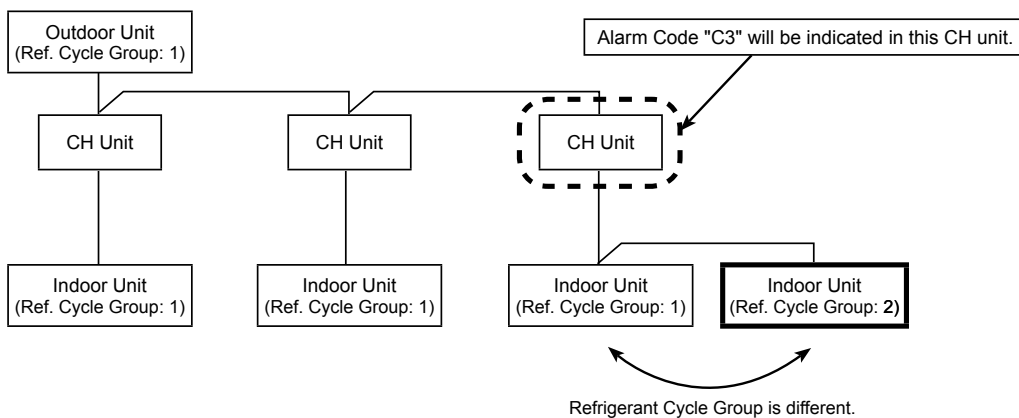 Outdoor Unit
(Ref. Cycle Group: 1)
Alarm Code "C3" will be indicated in this CH unit.
CH Unit
CH Unit
CH Unit
Indoor Unit
(Ref. Cycle Group: 1)
Indoor Unit
(Ref. Cycle Group: 1)
Indoor Unit
(Ref. Cycle Group: 1)
Indoor Unit
(Ref. Cycle Group: 2)
Refrigerant Cycle Group is different.